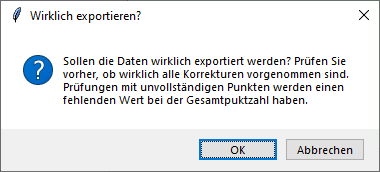 Wirklich exportieren?
Sollen die Daten wirklich exportiert werden? Prüfen Sie
vorher, ob wirklich alle Korrekturen vorgenommen sind.
Prüfungen mit unvollständigen Punkten werden einen
fehlenden Wert bei der Gesamtpuktzahl haben.
OK
Abbrechen